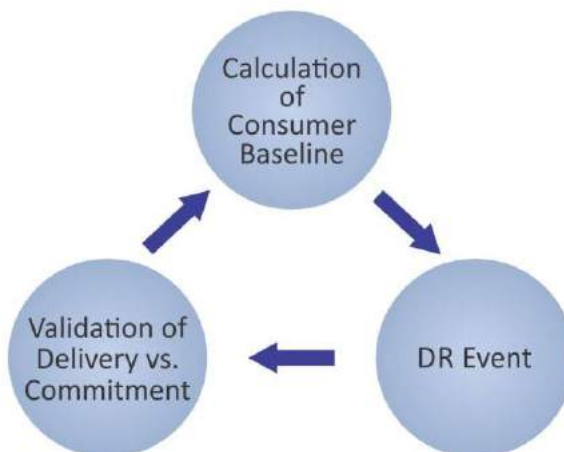 Calculation
of
Consumer
Baseline
Validation of
Delivery vs.
Commitment
DR Event